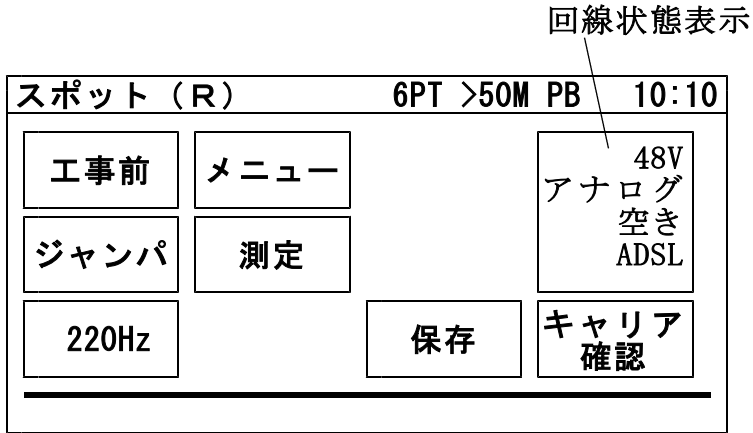 回線状態表示
スポット（R） 6PT >50M PB 10:10
工事前 メニュー
48V
アナログ
空き
ADSL
ジャンパ 測定
220Hz 保存 キャリア
確認